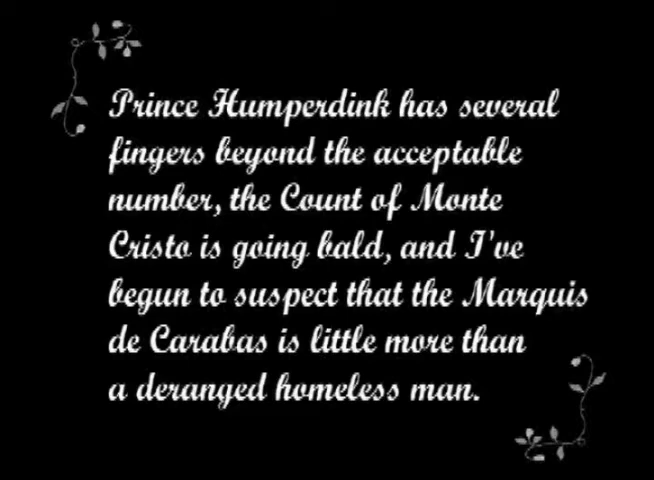 Prince Humperdink has several
fingers beyond the acceptable
number, the Count of Monte
Cristo is going bald, and I've
begun to suspect that the Marquis
de Carabas is little more than
a deranged homeless man.